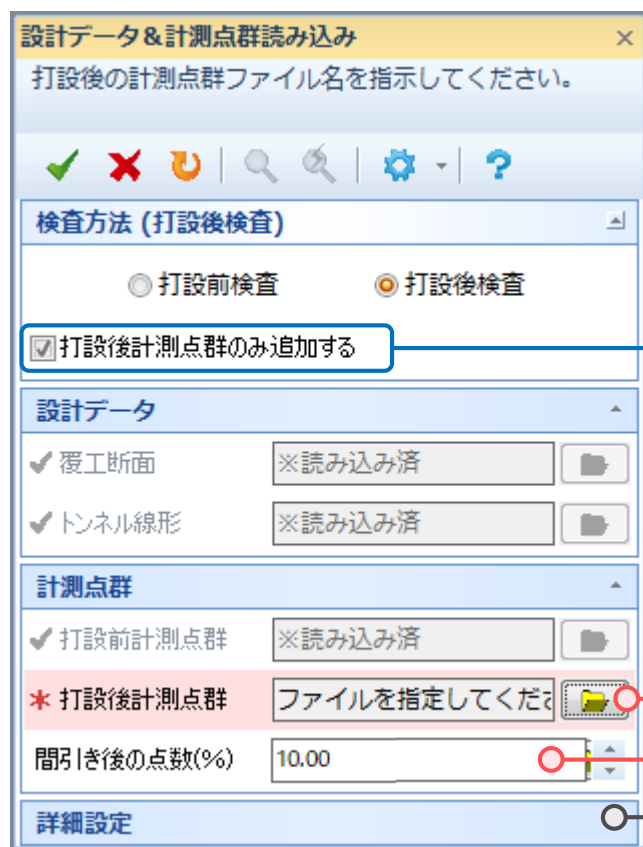 設計データ&計測点群読み込み
打設後の計測点群ファイル名を指示してください。
検査方法 (打設後検査)
打設前検査 打設後検査
打設後計測点群のみ追加する
設計データ
覆工断面 ※読み込み済
トンネル線形 ※読み込み済
計測点群
打設前計測点群 ※読み込み済
* 打設後計測点群 ファイルを指定してくださ
間引き後の点数(%) 10.00
詳細設定